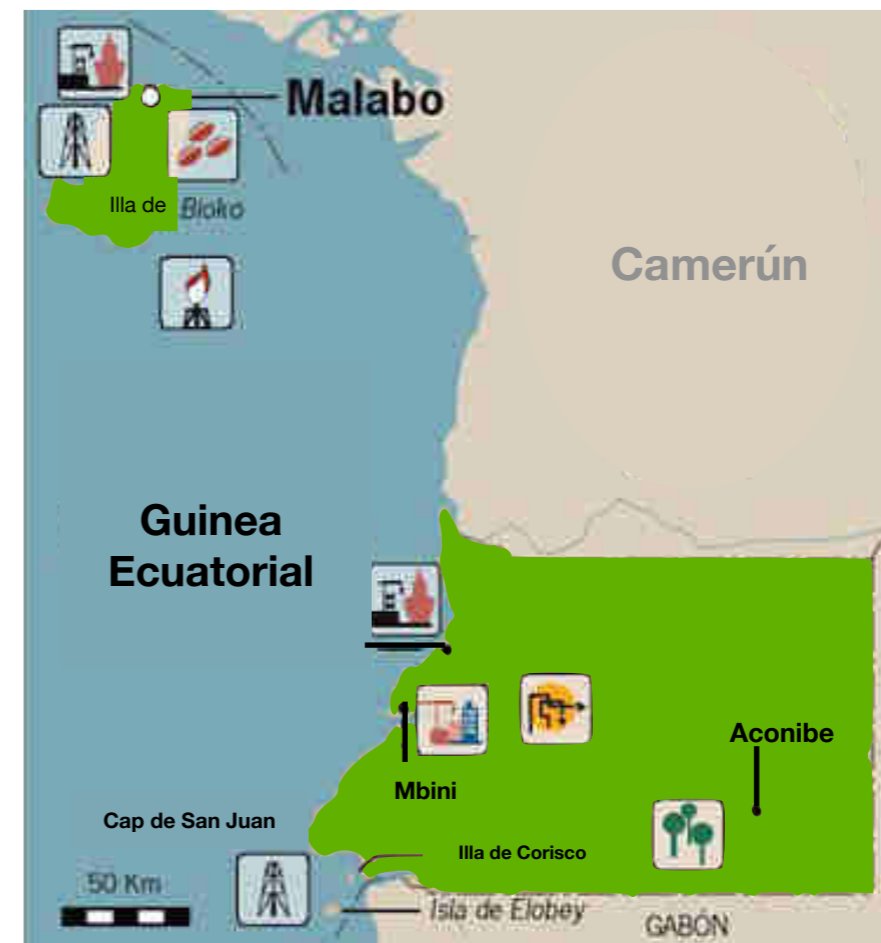 Malabo
Illa de Bioko
Camerún
Guinea
Ecuatorial
Aconibe
Mbini
Cap de San Juan
Illa de Corisco
50 Km
Isla de Elobey
GABÓN